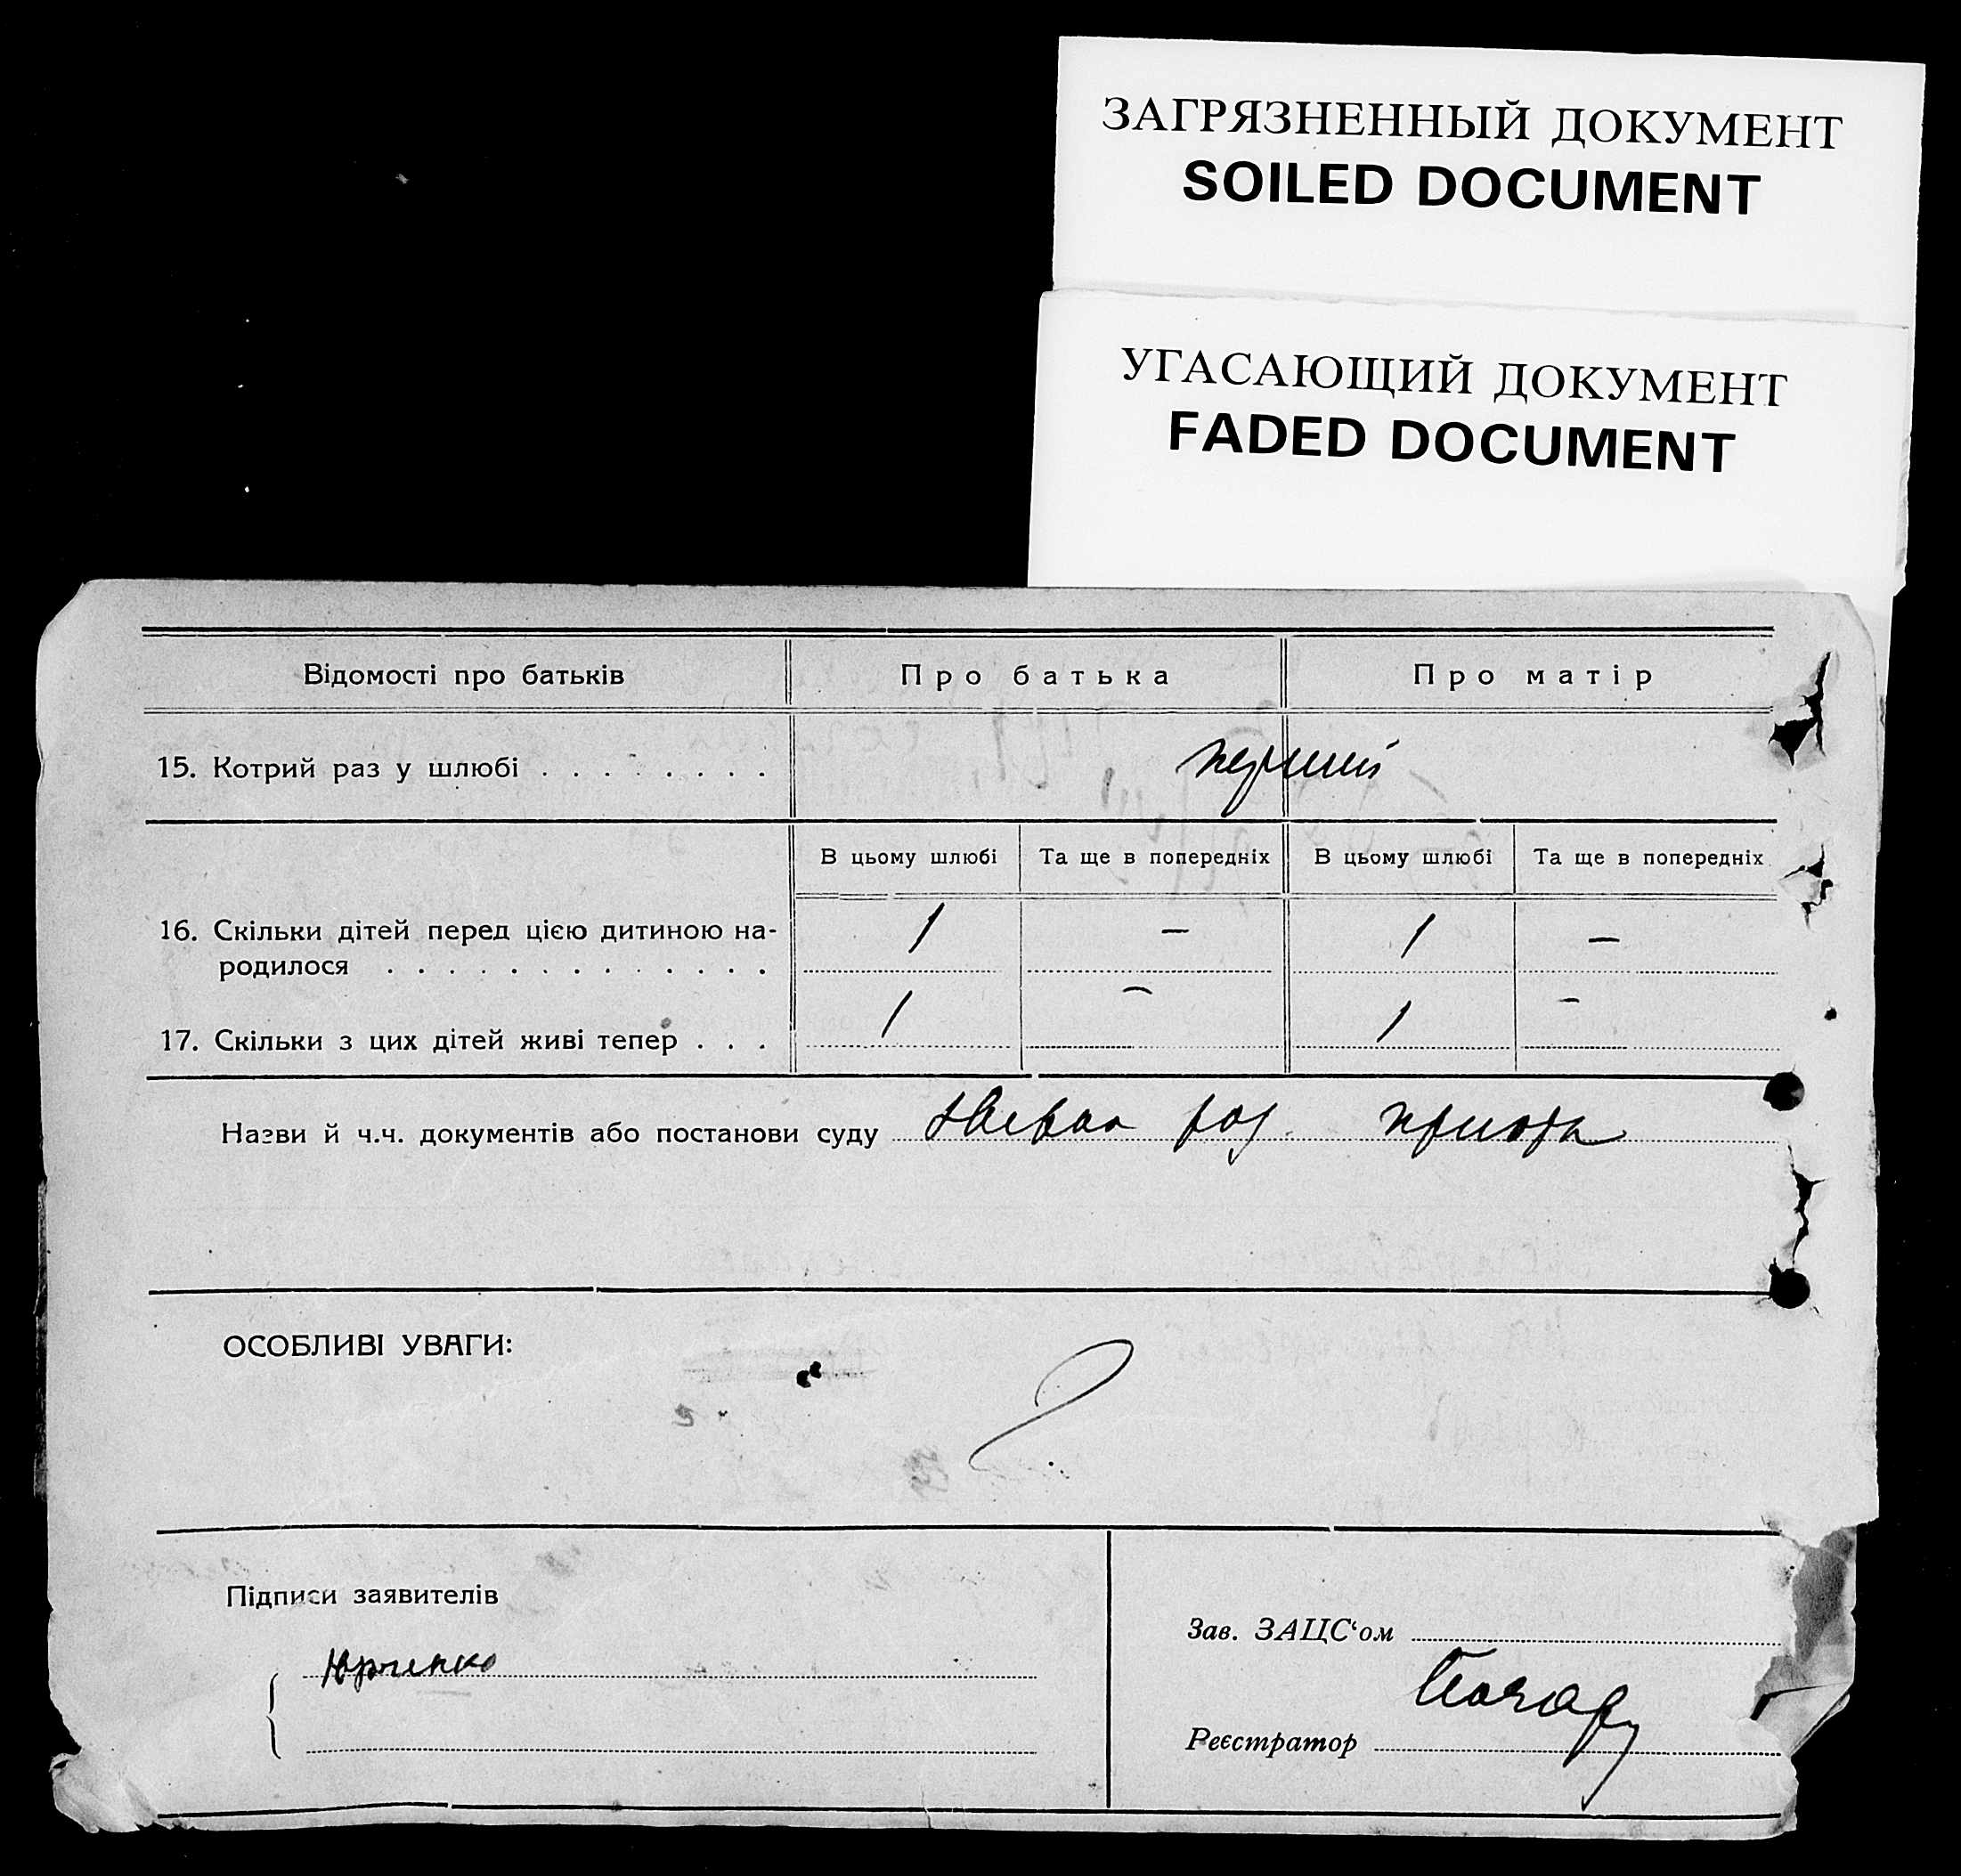 ЗАГРЯЗНЕННЫЙ ДОКУМЕНТ
SOILED DOCUMENT
УГАСАЮЩИЙ ДОКУМЕНТ
FADED DOCUMENT
Відомості про батьків Про батька Про матір
15. Котрий раз у шлюбі . . . . . . . . перший
В цьому шлюбі Та ще в попередніх В цьому шлюбі Та ще в попередніх
16. Скільки дітей перед цією дитиною на- 1 — 1 —
родилося . . . . . . . . . . . . .
17. Скільки з цих дітей живі тепер . . . 1 — 1 —
Назви й ч.ч. документів або постанови суду
ОСОБЛИВІ УВАГИ:
Підписи заявителів
Зав. ЗАЦС‘ом
Юрченко
Реєстратор